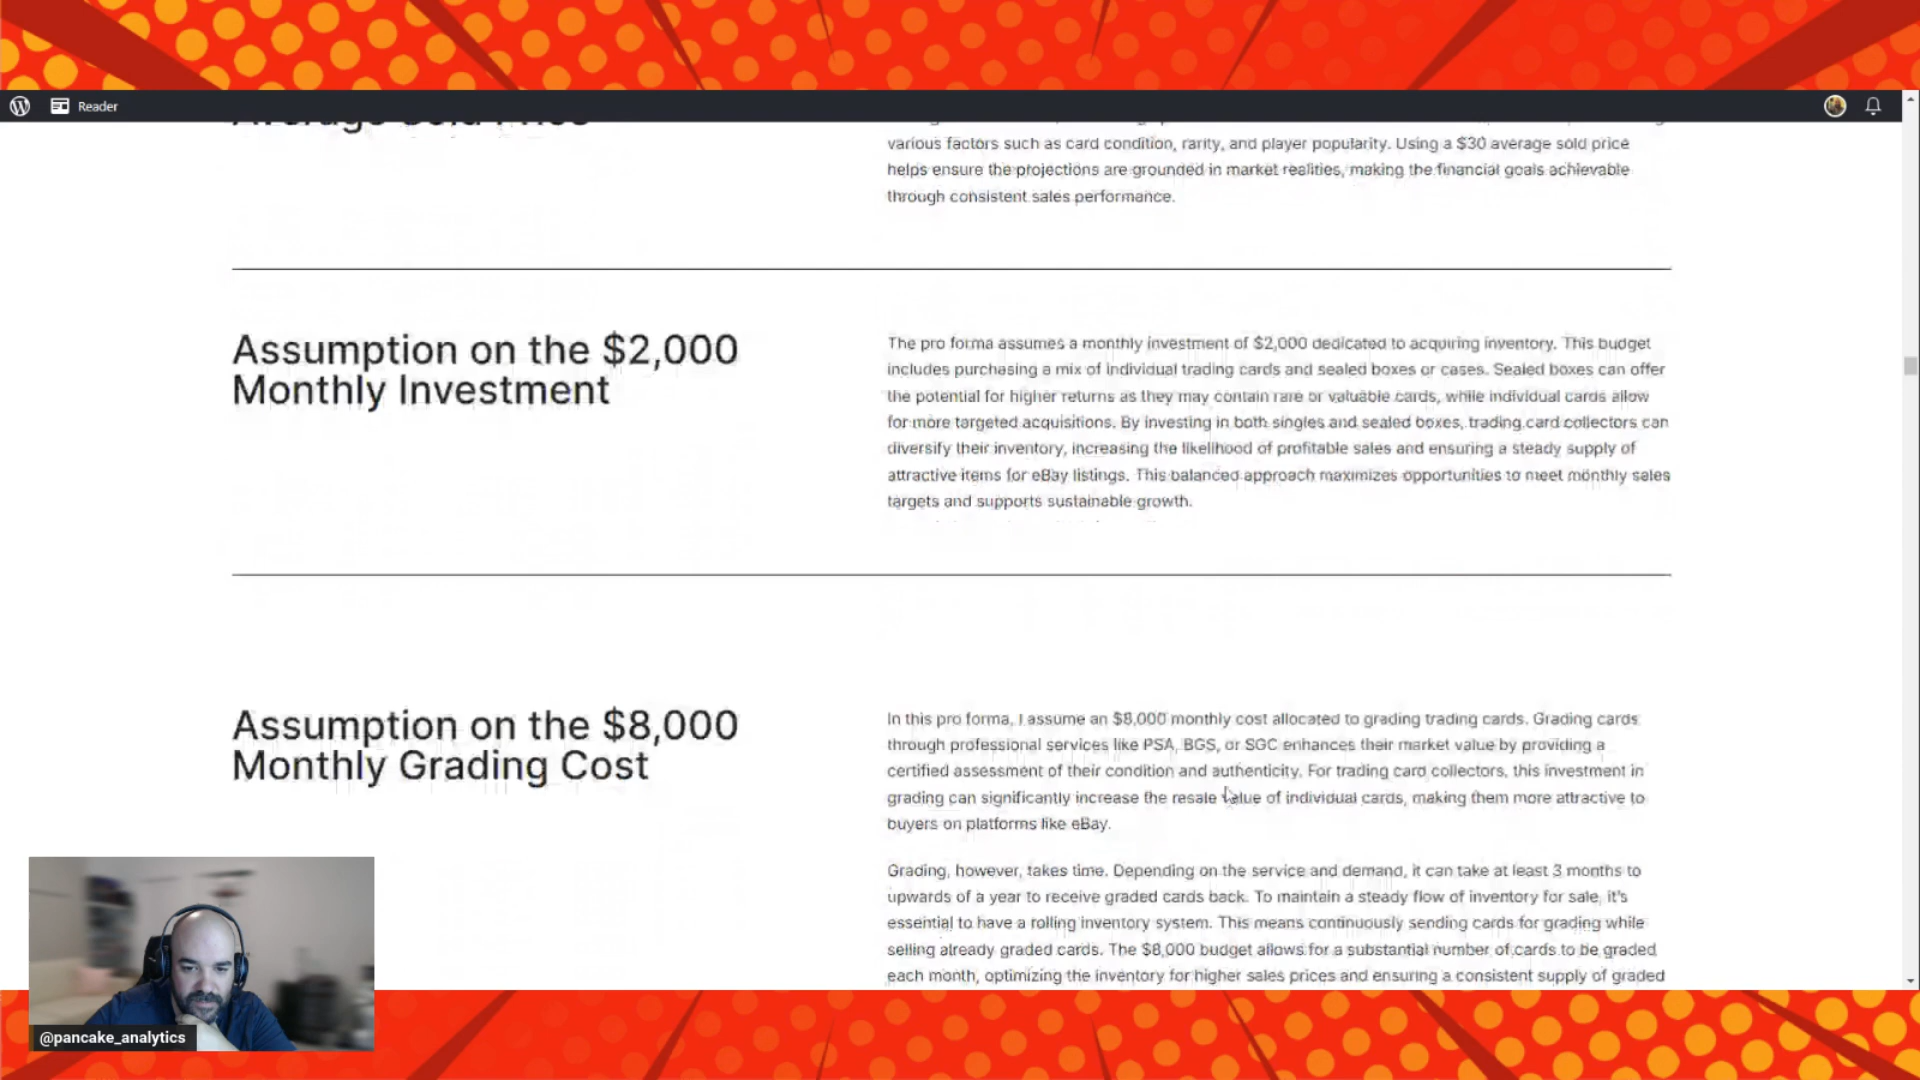 Reader
Average Sold Price
various factors such as card condition, rarity, and player popularity. Using a $30 average sold price
helps ensure the projections are grounded in market realities, making the financial goals achievable
through consistent sales performance.
Assumption on the $2,000
Monthly Investment
The pro forma assumes a monthly investment of $2,000 dedicated to acquiring inventory. This budget
includes purchasing a mix of individual trading cards and sealed boxes or cases. Sealed boxes can offer
the potential for higher returns as they may contain rare or valuable cards, while individual cards allow
for more targeted acquisitions. By investing in both singles and sealed boxes, trading card collectors can
diversify their inventory, increasing the likelihood of profitable sales and ensuring a steady supply of
attractive items for eBay listings. This balanced approach maximizes opportunities to meet monthly sales
targets and supports sustainable growth.
Assumption on the $8,000
Monthly Grading Cost
In this pro forma, I assume an $8,000 monthly cost allocated to grading trading cards. Grading cards
through professional services like PSA, BGS, or SGC enhances their market value by providing a
certified assessment of their condition and authenticity. For trading card collectors, this investment in
grading can significantly increase the resale value of individual cards, making them more attractive to
buyers on platforms like eBay.
Grading, however, takes time. Depending on the service and demand, it can take at least 3 months to
upwards of a year to receive graded cards back. To maintain a steady flow of inventory for sale, it's
essential to have a rolling inventory system. This means continuously sending cards for grading while
selling already graded cards. The $8,000 budget allows for a substantial number of cards to be graded
each month, optimizing the inventory for higher sales prices and ensuring a consistent supply of graded
@pancake_analytics